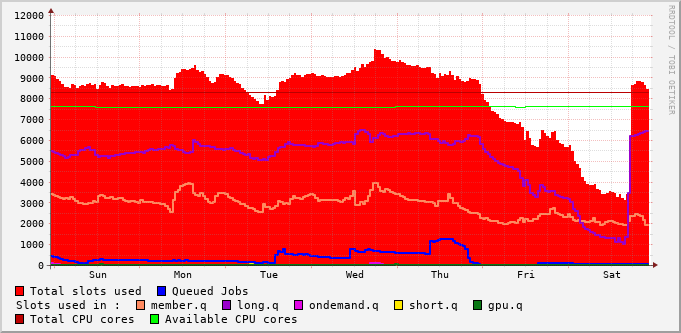 12000
11000
10000
9000
8000
7000
6000
5000
4000
3000
2000
1000
0
Sun Mon Tue Wed Thu Fri Sat
RRDTOOL / TOBI OETIKER
Total slots used Queued Jobs
Slots used in : member.q long.q ondemand.q short.q gpu.q
Total CPU cores Available CPU cores